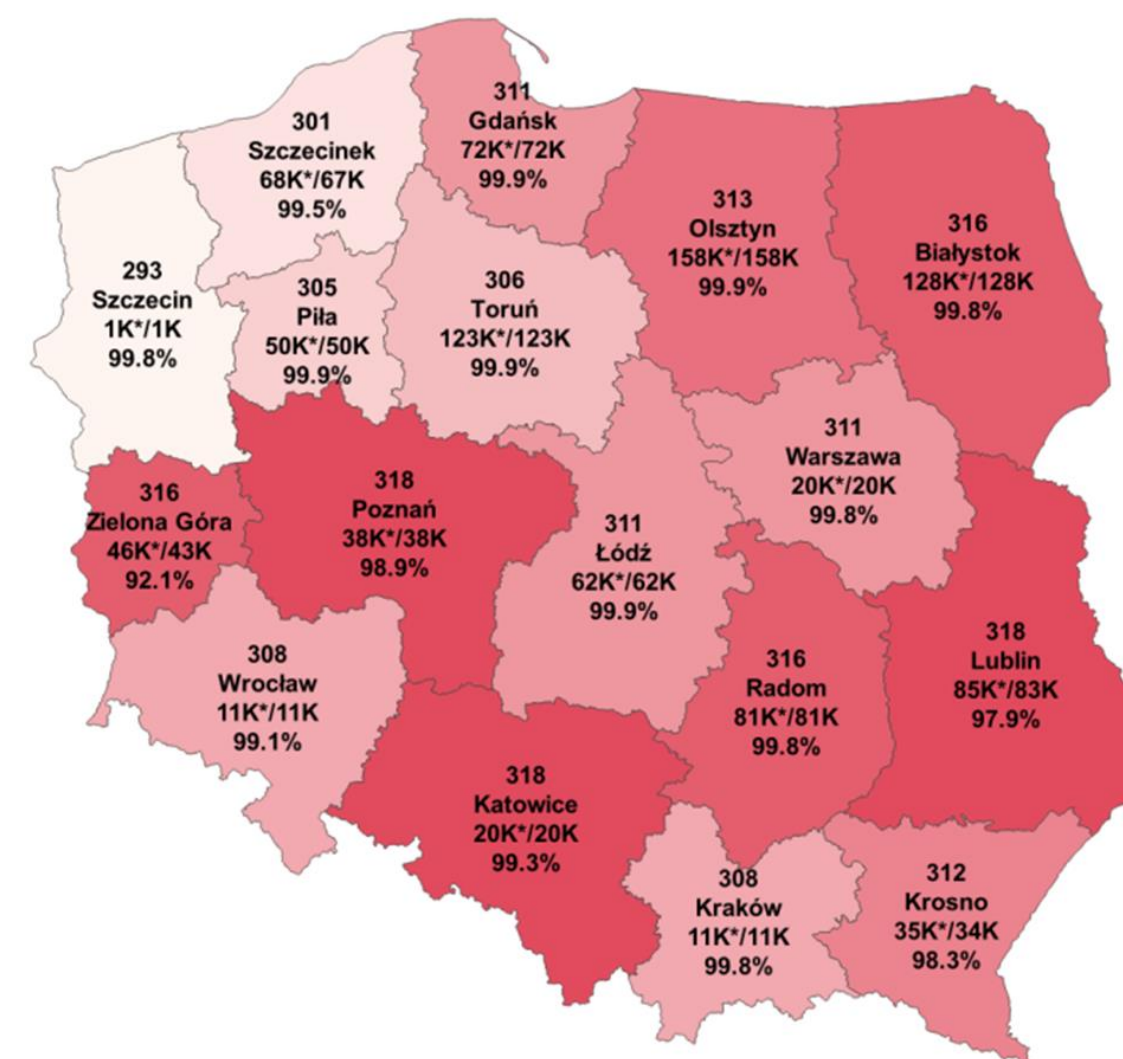 311
Gdańsk
72K*/72K
99.9%
301
Szczecinek
68K*/67K
99.5%
313
Olsztyn
158K*/158K
99.9%
316
Białystok
128K*/128K
99.8%
293
Szczecin
1K*/1K
99.8%
305
Piła
50K*/50K
99.9%
306
Toruń
123K*/123K
99.9%
311
Warszawa
20K*/20K
99.8%
316
Zielona Góra
46K*/43K
92.1%
318
Poznań
38K*/38K
98.9%
311
Łódź
62K*/62K
99.9%
318
Lublin
85K*/83K
97.9%
308
Wrocław
11K*/11K
99.1%
316
Radom
81K*/81K
99.8%
318
Katowice
20K*/20K
99.3%
308
Kraków
11K*/11K
99.8%
312
Krosno
35K*/34K
98.3%